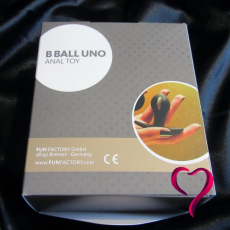 B BALL UNO
ANAL TOY
FUN FACTORY GmbH
28197 Bremen · Germany
CE
www.FUNFACTORY.com